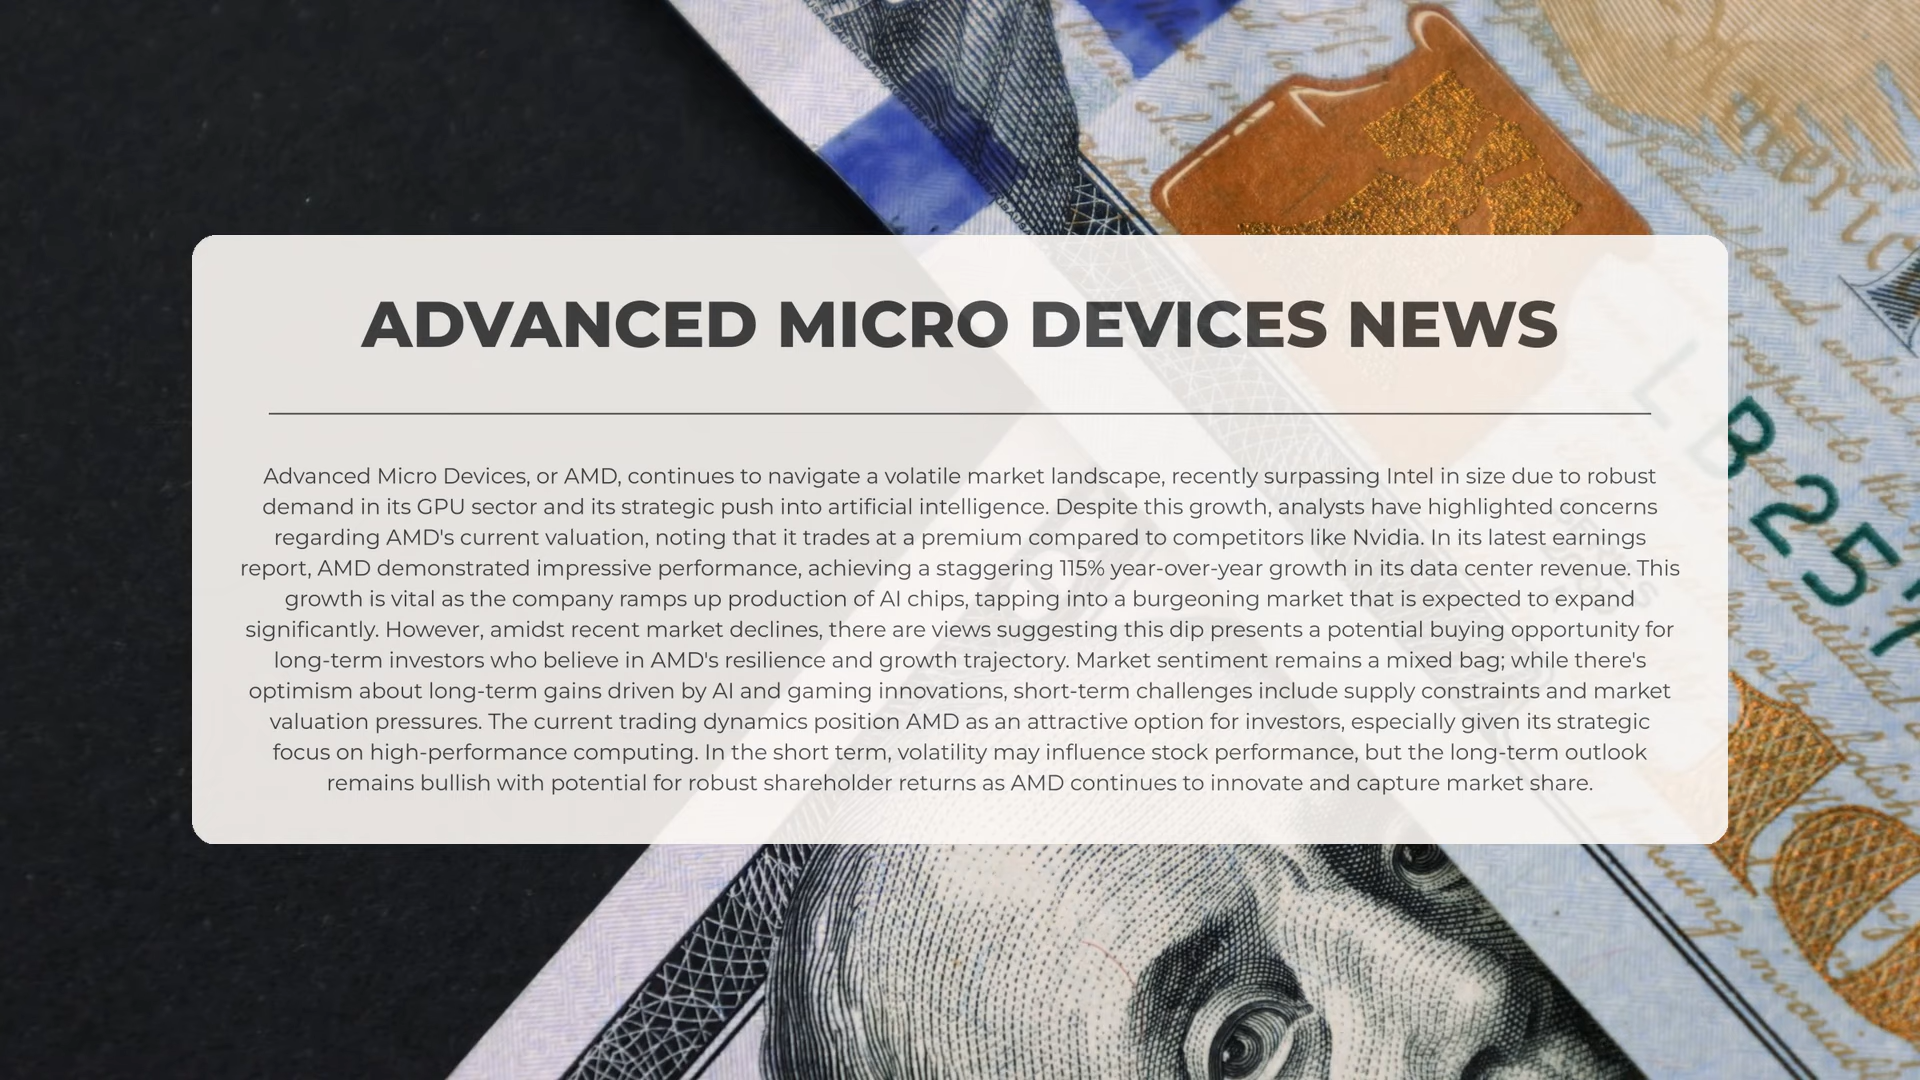 ADVANCED MICRO DEVICES NEWS
Advanced Micro Devices, or AMD, continues to navigate a volatile market landscape, recently surpassing Intel in size due to robust
demand in its GPU sector and its strategic push into artificial intelligence. Despite this growth, analysts have highlighted concerns
regarding AMD's current valuation, noting that it trades at a premium compared to competitors like Nvidia. In its latest earnings
report, AMD demonstrated impressive performance, achieving a staggering 115% year-over-year growth in its data center revenue. This
growth is vital as the company ramps up production of AI chips, tapping into a burgeoning market that is expected to expand
significantly. However, amidst recent market declines, there are views suggesting this dip presents a potential buying opportunity for
long-term investors who believe in AMD's resilience and growth trajectory. Market sentiment remains a mixed bag; while there's
optimism about long-term gains driven by AI and gaming innovations, short-term challenges include supply constraints and market
valuation pressures. The current trading dynamics position AMD as an attractive option for investors, especially given its strategic
focus on high-performance computing. In the short term, volatility may influence stock performance, but the long-term outlook
remains bullish with potential for robust shareholder returns as AMD continues to innovate and capture market share.
LB25